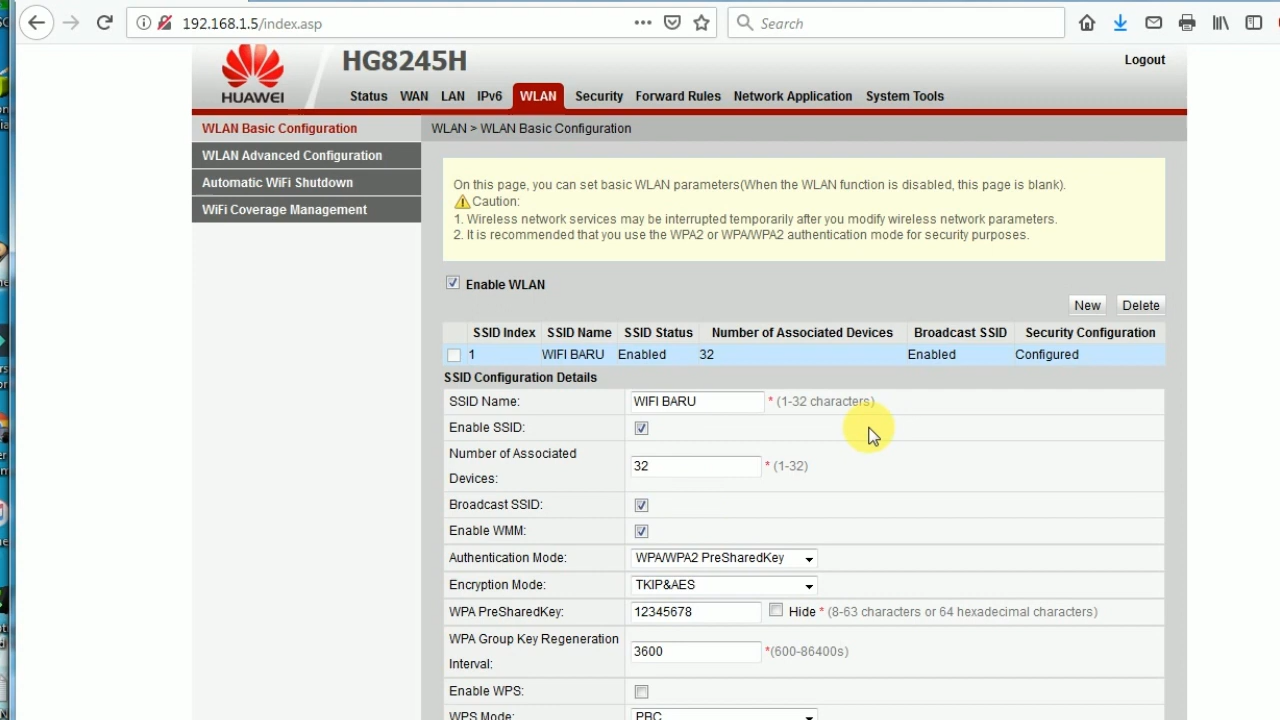 192.168.1.5/index.asp
Search
HUAWEI
HG8245H
Logout
Status WAN LAN IPv6 WLAN Security Forward Rules Network Application System Tools
WLAN Basic Configuration
WLAN Advanced Configuration
Automatic WiFi Shutdown
WiFi Coverage Management
WLAN > WLAN Basic Configuration
On this page, you can set basic WLAN parameters(When the WLAN function is disabled, this page is blank).
Caution:
1. Wireless network services may be interrupted temporarily after you modify wireless network parameters.
2. It is recommended that you use the WPA2 or WPA/WPA2 authentication mode for security purposes.
Enable WLAN
New Delete
SSID Index SSID Name SSID Status Number of Associated Devices Broadcast SSID Security Configuration
1 WIFI BARU Enabled 32 Enabled Configured
SSID Configuration Details
SSID Name: WIFI BARU * (1-32 characters)
Enable SSID:
Number of Associated
Devices: 32 * (1-32)
Broadcast SSID:
Enable WMM:
Authentication Mode: WPA/WPA2 PreSharedKey
Encryption Mode: TKIP&AES
WPA PreSharedKey: 12345678 Hide * (8-63 characters or 64 hexadecimal characters)
WPA Group Key Regeneration
Interval: 3600 *(600-86400s)
Enable WPS:
WPS Mode: PBC